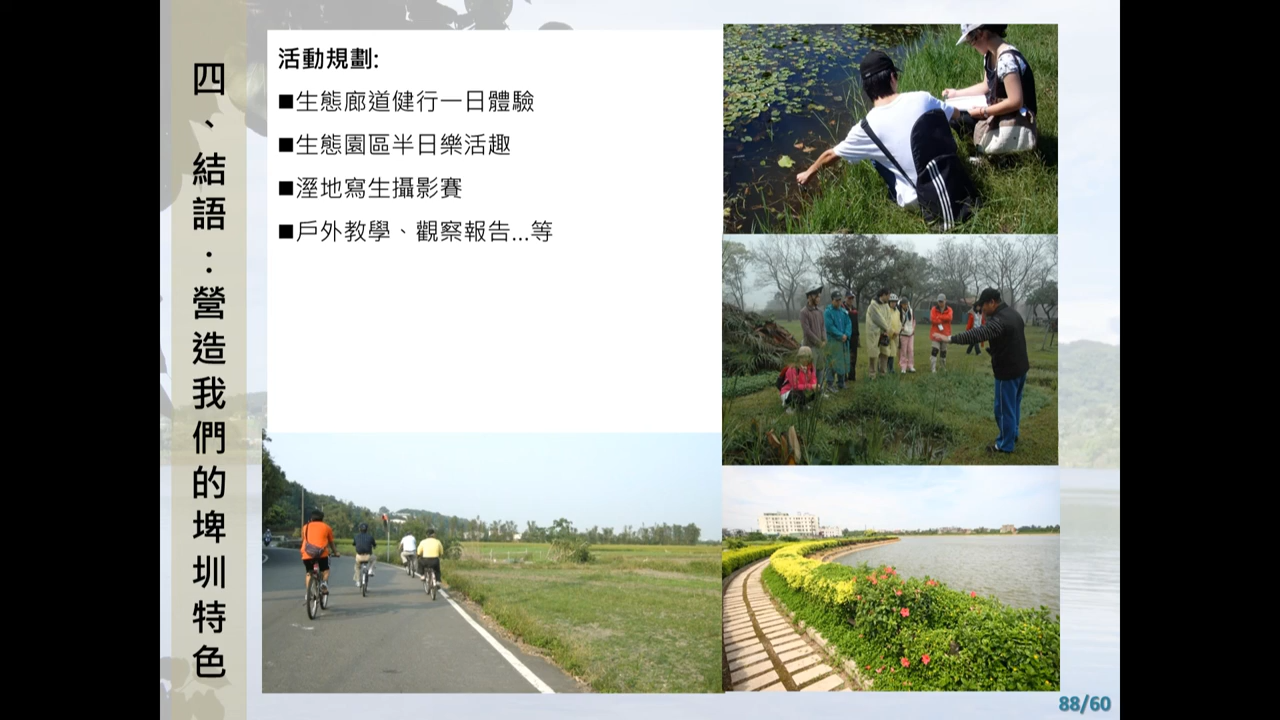 四、結語：營造我們的埤圳特色
活動規劃:
■生態廊道健行一日體驗
■生態園區半日樂活趣
■溼地寫生攝影賽
■戶外教學、觀察報告...等
88/60